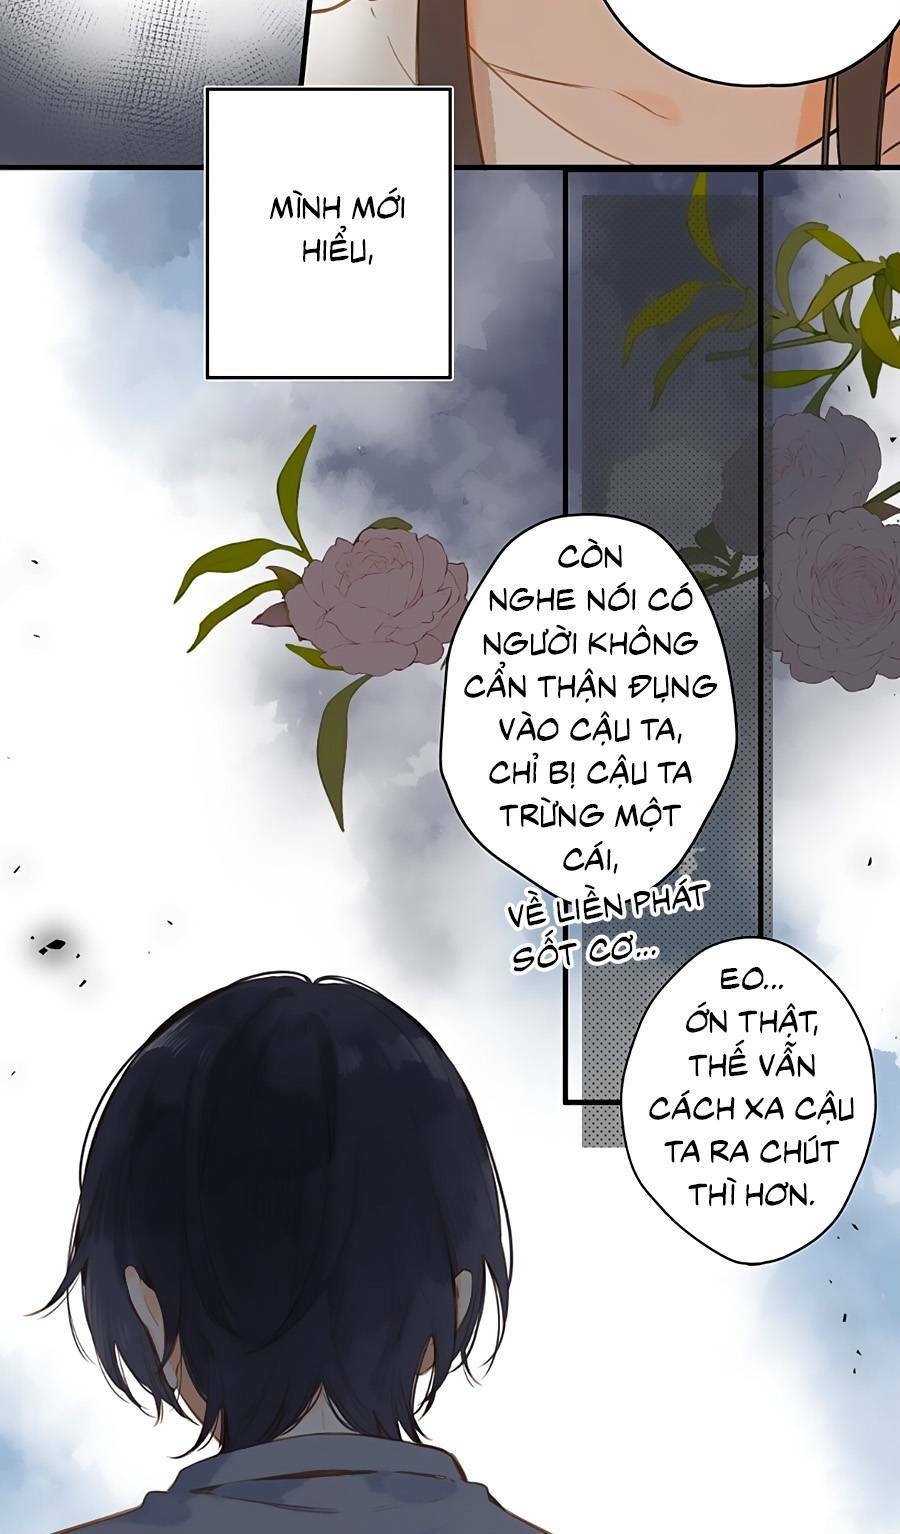 MÌNH MỚI
HIỂU,
CÒN
NGHE NÓI CÓ
NGƯỜI KHÔNG
CẨN THẬN ĐỤNG
VÀO CẬU TA,
CHỈ BỊ CẬU TA
TRỪNG MỘT
CÁI,
VỀ LIỀN PHÁT
SỐT CƠ...
EO...
ỚN THẬT,
THẾ VẪN
CÁCH XA CẬU
TA RA CHÚT
THÌ HƠN.